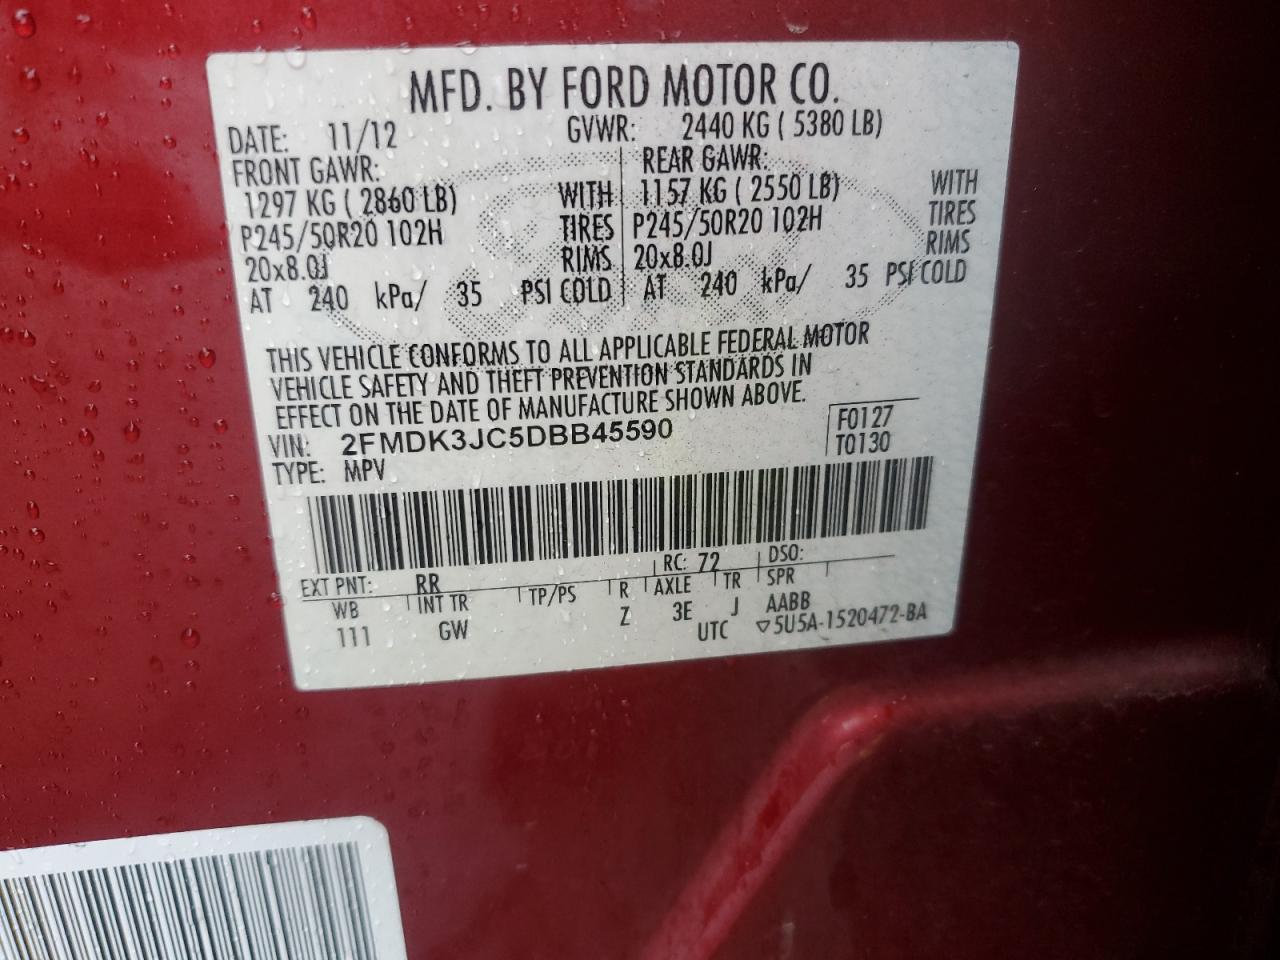 MFD. BY FORD MOTOR CO.
DATE: 11/12 GVWR: 2440 KG ( 5380 LB)
FRONT GAWR: REAR GAWR:
1297 KG ( 2860 LB) WITH 1157 KG ( 2550 LB) WITH
P245/50R20 102H TIRES P245/50R20 102H TIRES
20x8.0J RIMS 20x8.0J RIMS
AT 240 kPa/ 35 PSI COLD AT 240 kPa/ 35 PSI COLD
THIS VEHICLE CONFORMS TO ALL APPLICABLE FEDERAL MOTOR
VEHICLE SAFETY AND THEFT PREVENTION STANDARDS IN
EFFECT ON THE DATE OF MANUFACTURE SHOWN ABOVE.
VIN: 2FMDK3JC5DBB45590 F0127
TYPE: MPV T0130
EXT PNT: RR RC: 72 DSO:
WB INT TR TP/PS R AXLE TR SPR
111 GW Z 3E J AABB
UTC ▽5U5A-1520472-BA